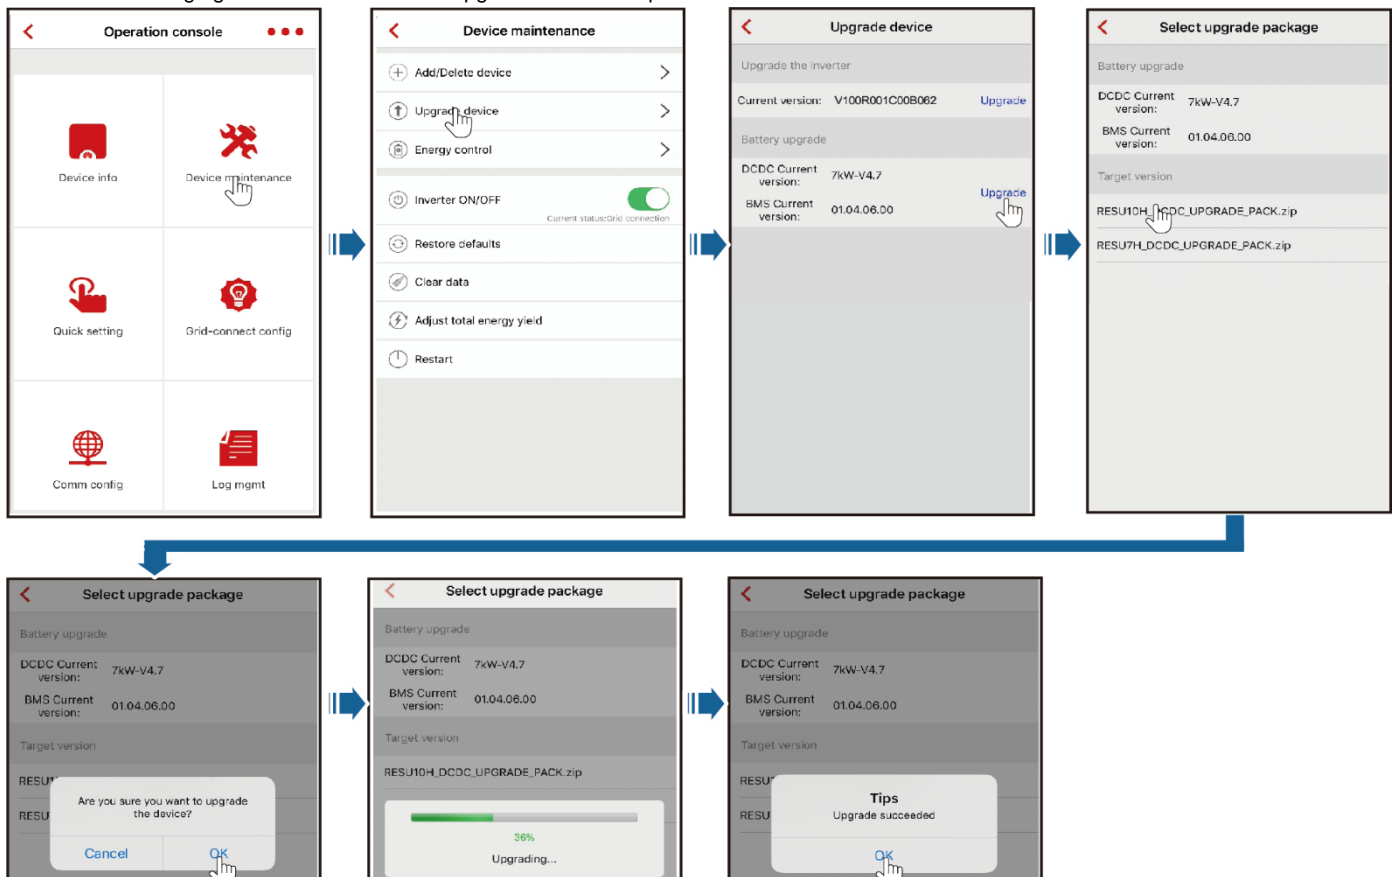 Operation console
Device info
Device maintenance
Quick setting
Grid-connect config
Comm config
Log mgmt
Device maintenance
Add/Delete device
Upgrade device
Energy control
Inverter ON/OFF
Current status:Grid connection
Restore defaults
Clear data
Adjust total energy yield
Restart
Upgrade device
Upgrade the inverter
Current version: V100R001C00B062 Upgrade
Battery upgrade
DCDC Current version: 7kW-V4.7
Upgrade
BMS Current version: 01.04.06.00
Select upgrade package
Battery upgrade
DCDC Current version: 7kW-V4.7
BMS Current version: 01.04.06.00
Target version
RESU10H_DCDC_UPGRADE_PACK.zip
RESU7H_DCDC_UPGRADE_PACK.zip
Select upgrade package
Battery upgrade
DCDC Current version: 7kW-V4.7
BMS Current version: 01.04.06.00
Target version
RESU
Are you sure you want to upgrade
the device?
RESU
Cancel OK
Select upgrade package
Battery upgrade
DCDC Current version: 7kW-V4.7
BMS Current version: 01.04.06.00
Target version
RESU10H_DCDC_UPGRADE_PACK.zip
36%
Upgrading...
Select upgrade package
Battery upgrade
DCDC Current version: 7kW-V4.7
BMS Current version: 01.04.06.00
Target version
RESU
Tips
RESU
Upgrade succeeded
OK